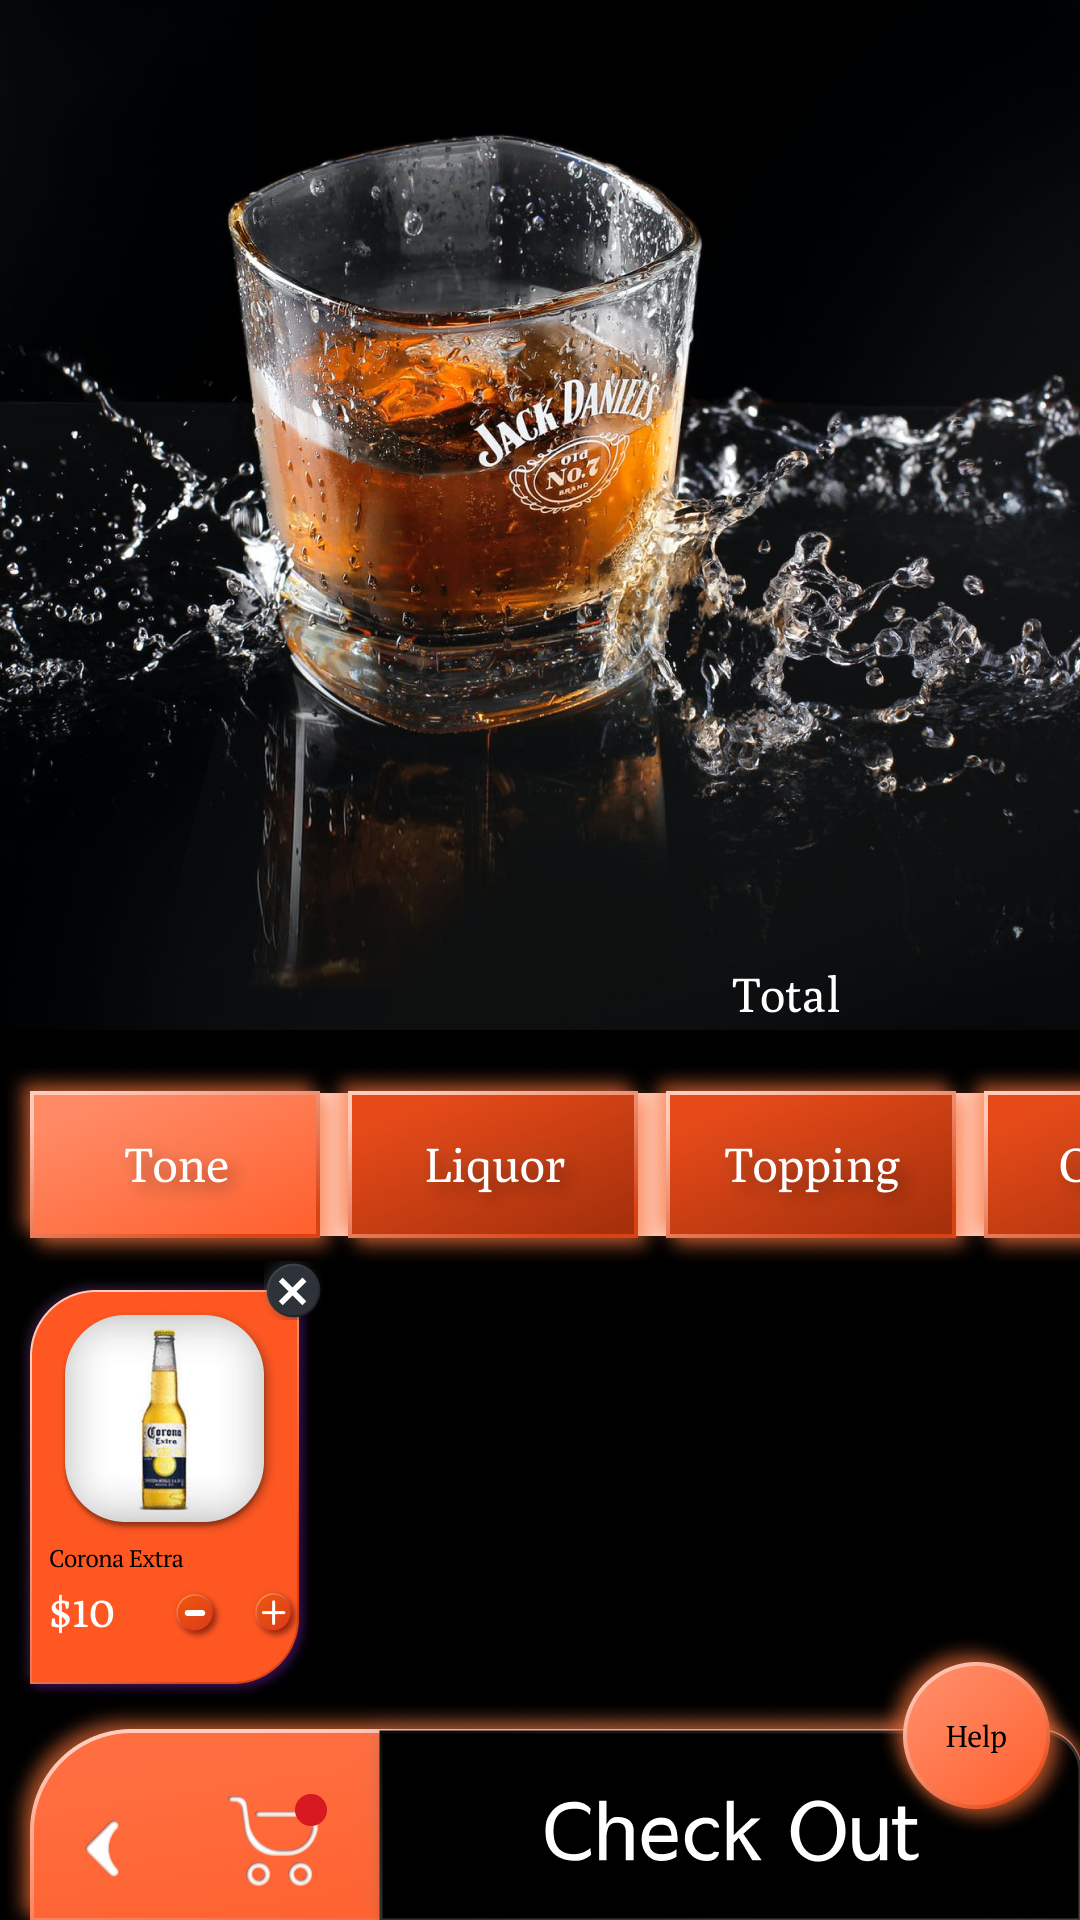 JACK DANIEL'S
Old
No.7
BRAND
Total
Tone
Liquor
Topping
C
Corona
Extra
Corona Extra
$10
Help
Check Out